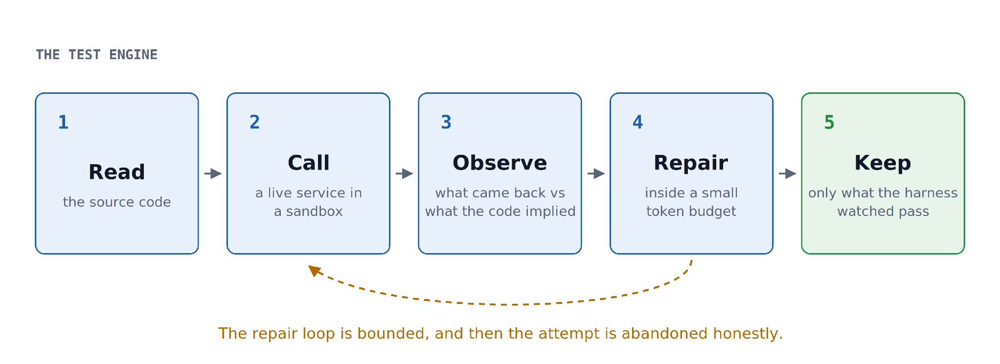 THE TEST ENGINE
1
Read
the source code
2
Call
a live service in
a sandbox
3
Observe
what came back vs
what the code implied
4
Repair
inside a small
token budget
5
Keep
only what the harness
watched pass
The repair loop is bounded, and then the attempt is abandoned honestly.